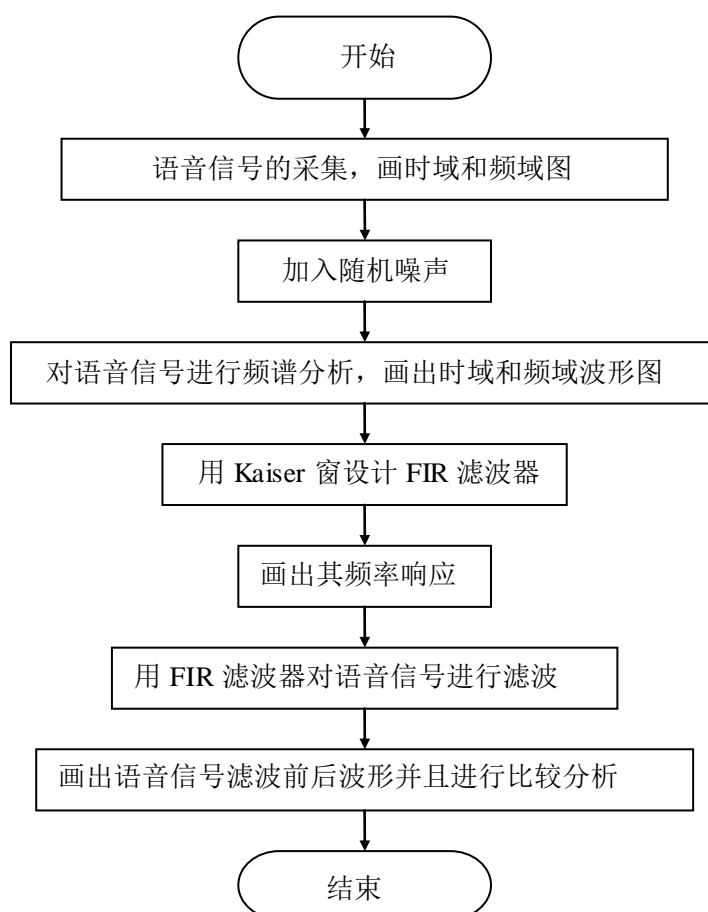 开始
语音信号的采集，画时域和频域图
加入随机噪声
对语音信号进行频谱分析，画出时域和频域波形图
用 Kaiser 窗设计 FIR 滤波器
画出其频率响应
用 FIR 滤波器对语音信号进行滤波
画出语音信号滤波前后波形并且进行比较分析
结束